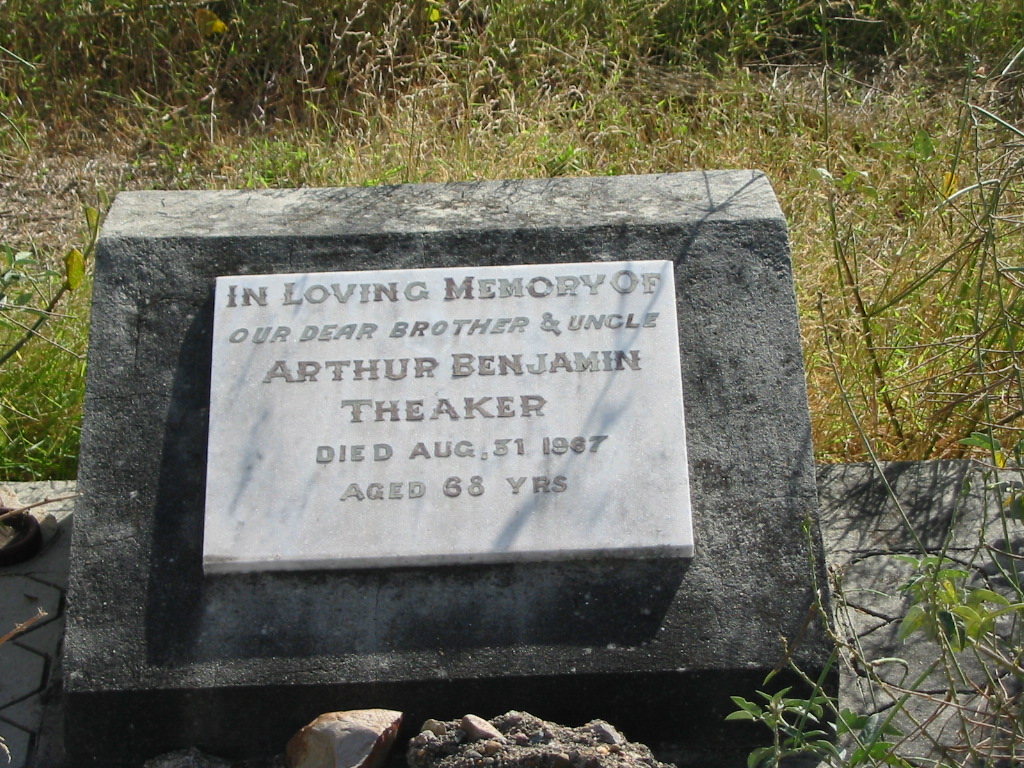 IN LOVING MEMORY OF
OUR DEAR BROTHER & UNCLE
ARTHUR BENJAMIN
THEAKER
DIED AUG, 31 1967
AGED 68 YRS